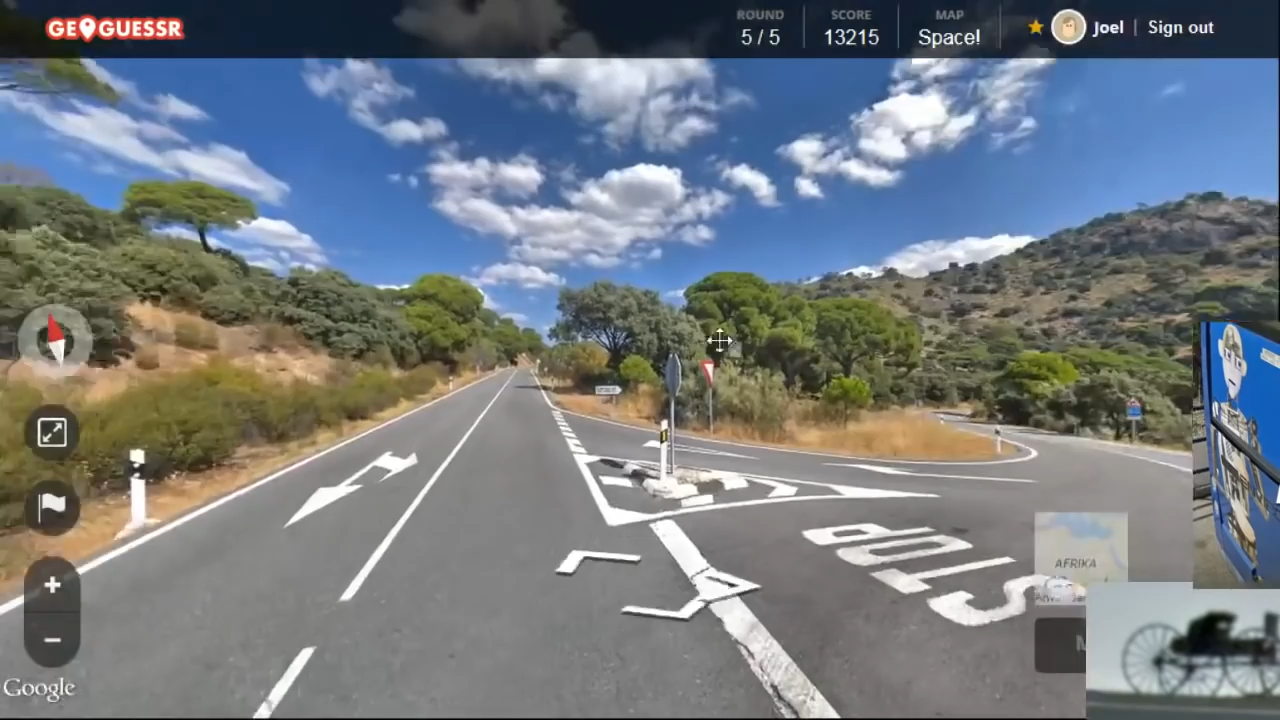 GEOGUESSR
ROUND
5 / 5
SCORE
13215
MAP
Space!
Joel | Sign out
STOP
AFRIKA
+
−
Google